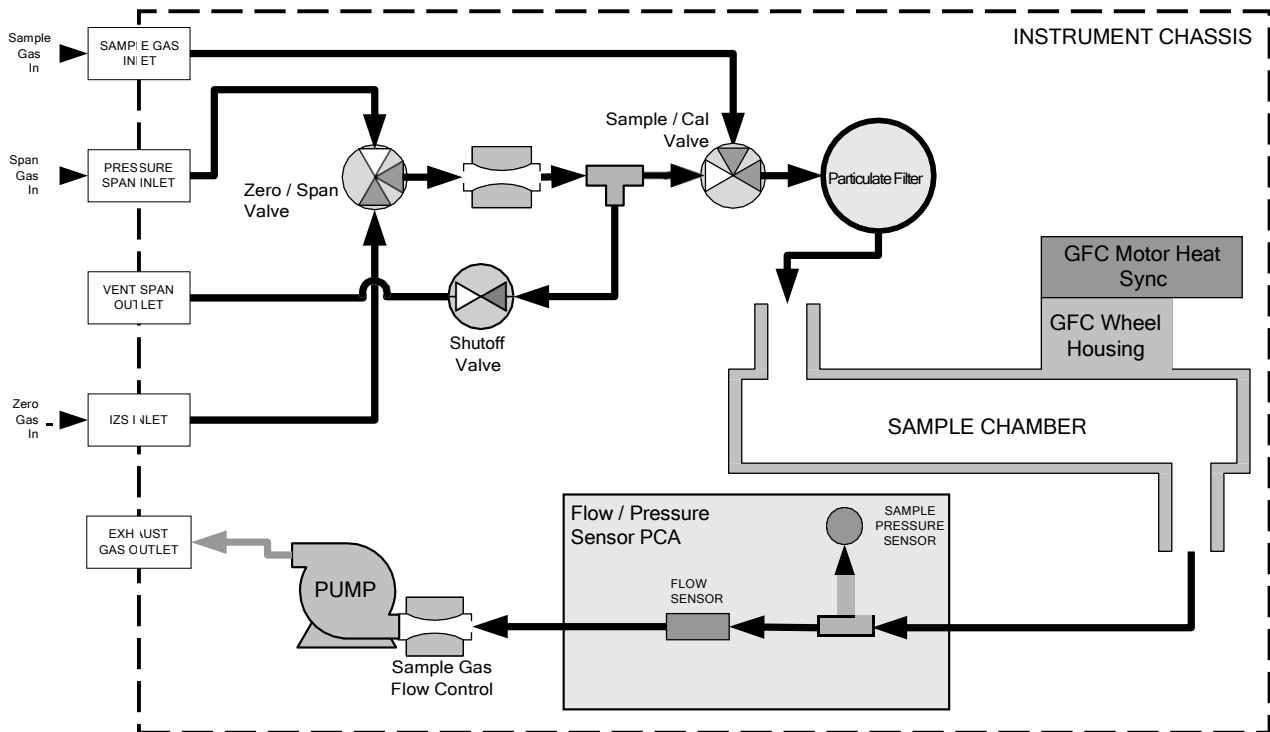 INSTRUMENT CHASSIS
Sample
Gas
In
SAMPLE GAS
INLET
Span
Gas
In
PRESSURE
SPAN INLET
Zero / Span
Valve
Sample / Cal
Valve
Particulate Filter
VENT SPAN
OUTLET
Shutoff
Valve
GFC Motor Heat
Sync
GFC Wheel
Housing
Zero
Gas
In
IZS INLET
SAMPLE CHAMBER
EXHAUST
GAS OUTLET
PUMP
Sample Gas
Flow Control
Flow / Pressure
Sensor PCA
FLOW
SENSOR
SAMPLE
PRESSURE
SENSOR